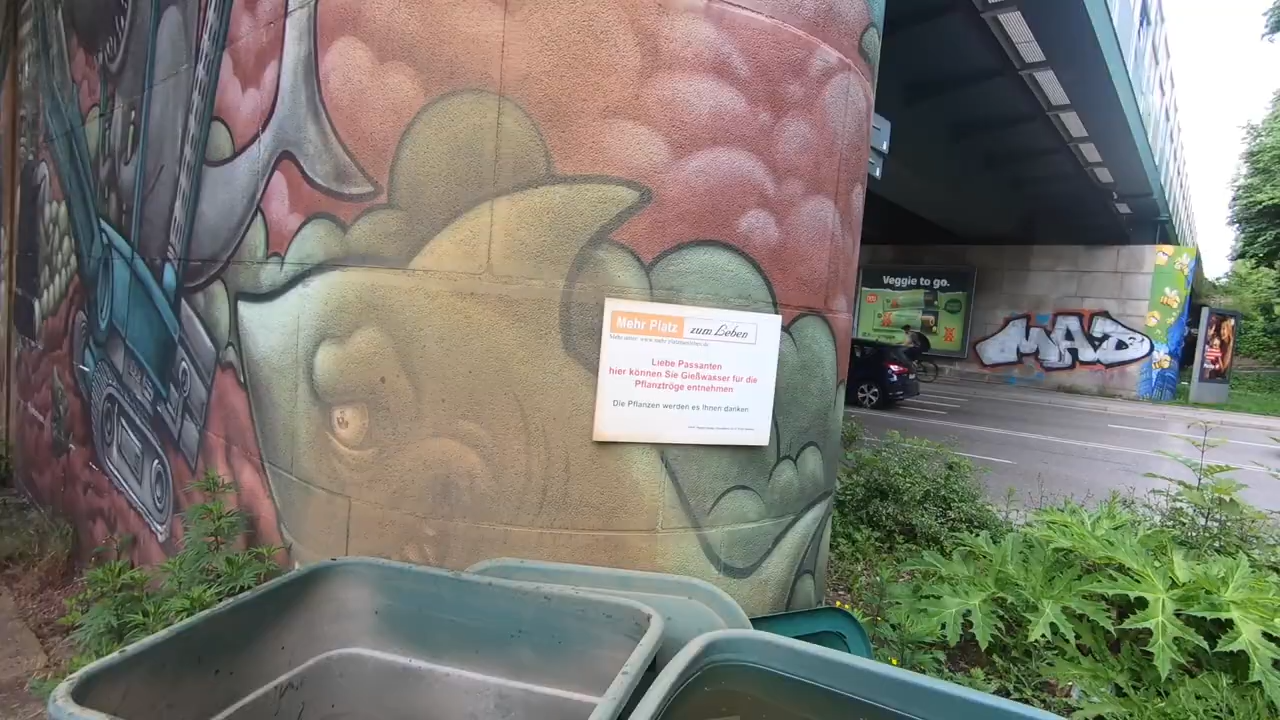 Mehr Platz zum Leben
Liebe Passanten
hier können Sie Gießwasser für die
Pflanztröge entnehmen
Die Pflanzen werden es Ihnen danken.
Veggie to go.
MAD